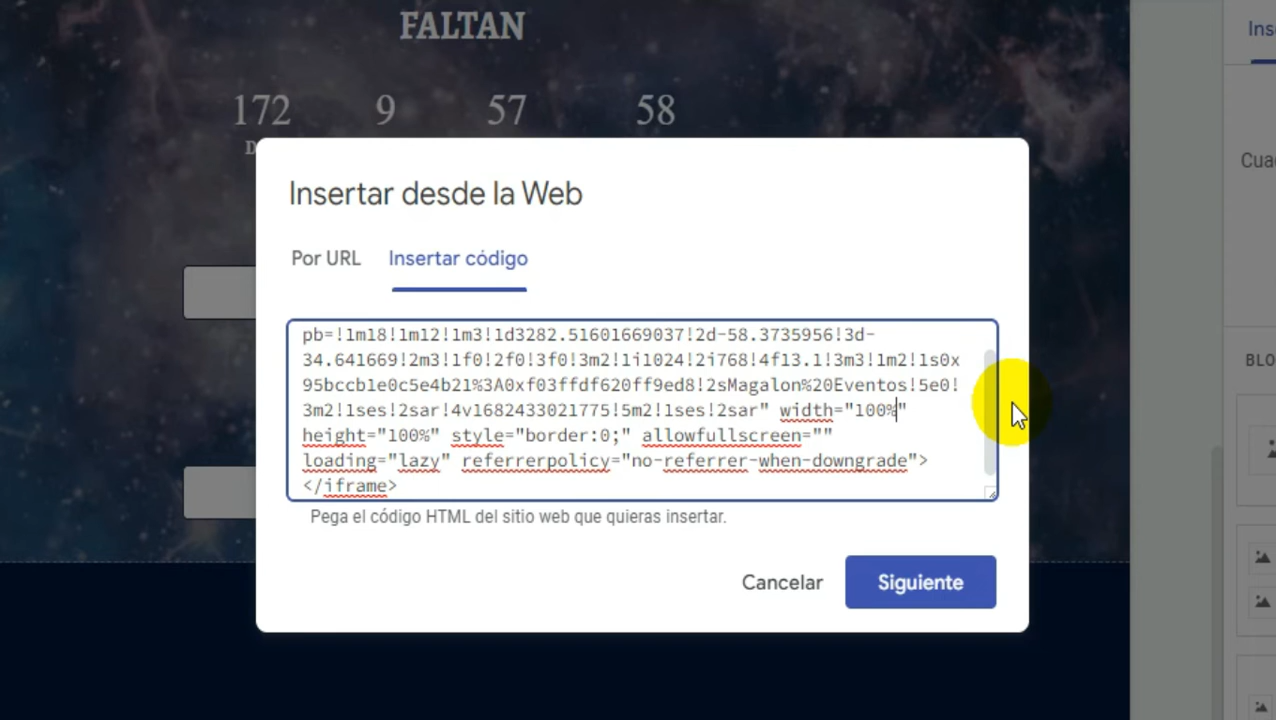 FALTAN
172 9 57 58
Insertar desde la Web
Por URL Insertar código
pb=!1m18!1m12!1m3!1d3282.51601669037!2d-58.3735956!3d-
34.641669!2m3!1f0!2f0!3f0!3m2!1i1024!2i768!4f13.1!3m3!1m2!1s0x
95bccb1e0c5e4b21%3A0xf03ffdf620ff9ed8!2sMagalon%20Eventos!5e0!
3m2!1ses!2sar!4v1682433021775!5m2!1ses!2sar" width="100%"
height="100%" style="border:0;" allowfullscreen=""
loading="lazy" referrerpolicy="no-referrer-when-downgrade">
</iframe>
Pega el código HTML del sitio web que quieras insertar.
Cancelar Siguiente